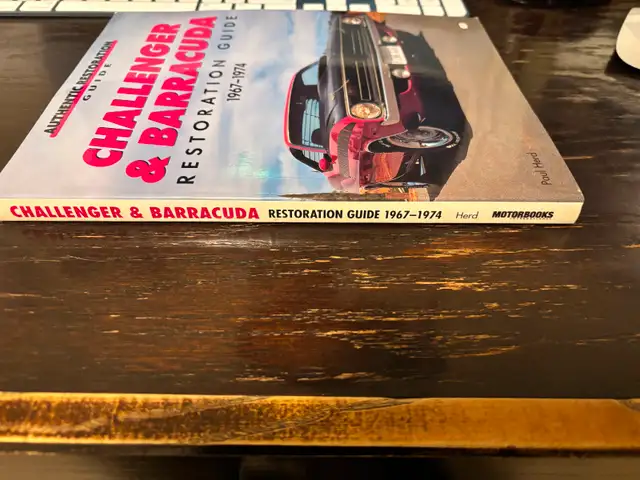 AUTHENTIC RESTORATION
GUIDE
CHALLENGER
& BARRACUDA
RESTORATION GUIDE
1967-1974
Paul Herd
CHALLENGER & BARRACUDA RESTORATION GUIDE 1967–1974 Herd MOTORBOOKS